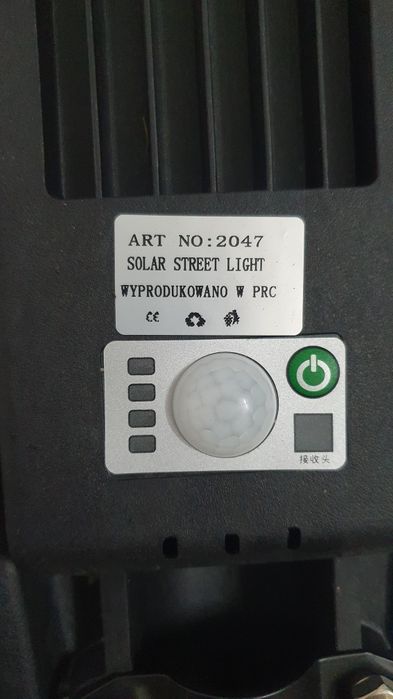 ART NO:2047
SOLAR STREET LIGHT
WYPRODUKOWANO W PRC
CE
接收头